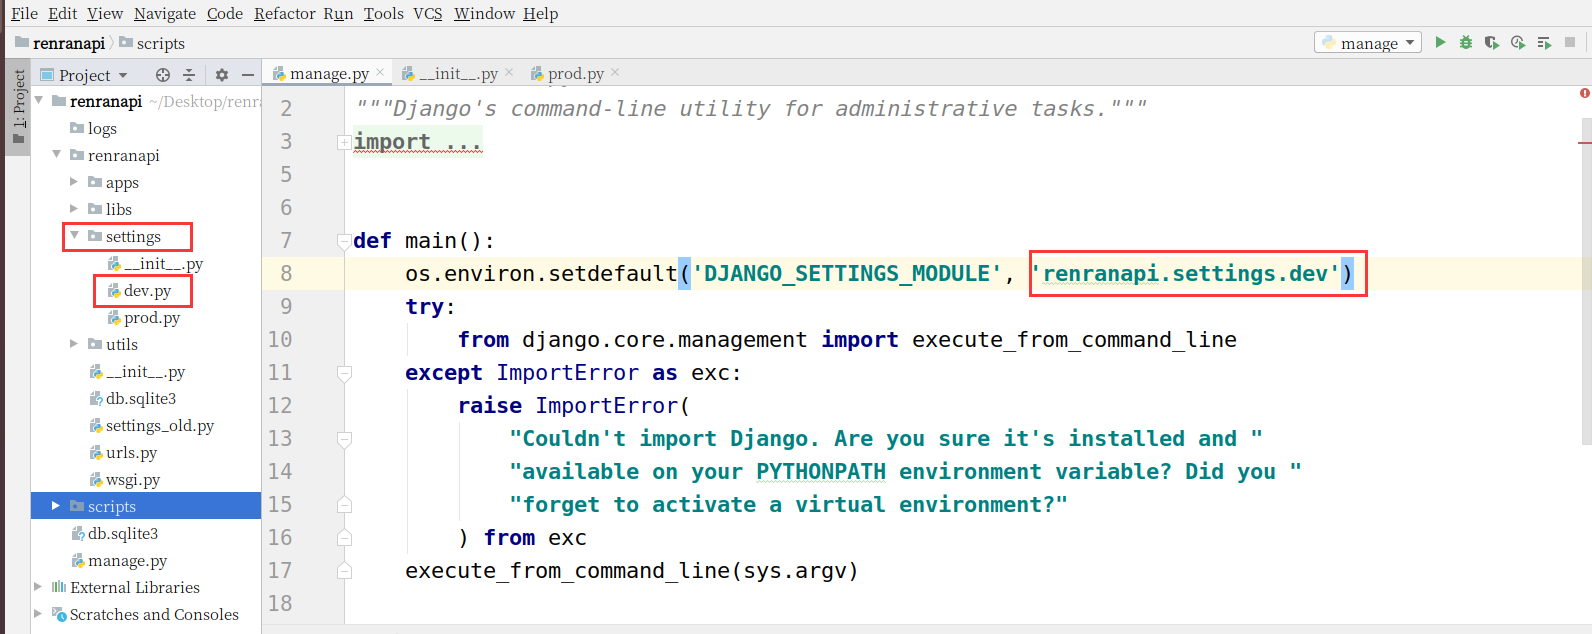 File Edit View Navigate Code Refactor Run Tools VCS Window Help
renranapi scripts
manage
1: Project
Project
manage.py
__init__.py
prod.py
renranapi ~/Desktop/renr
logs
renranapi
apps
libs
settings
__init__.py
dev.py
prod.py
utils
__init__.py
db.sqlite3
settings_old.py
urls.py
wsgi.py
scripts
db.sqlite3
manage.py
External Libraries
Scratches and Consoles
2 """Django's command-line utility for administrative tasks."""
3 import ...
5
6
7 def main():
8 os.environ.setdefault('DJANGO_SETTINGS_MODULE', 'renranapi.settings.dev')
9 try:
10 from django.core.management import execute_from_command_line
11 except ImportError as exc:
12 raise ImportError(
13 "Couldn't import Django. Are you sure it's installed and "
14 "available on your PYTHONPATH environment variable? Did you "
15 "forget to activate a virtual environment?"
16 ) from exc
17 execute_from_command_line(sys.argv)
18